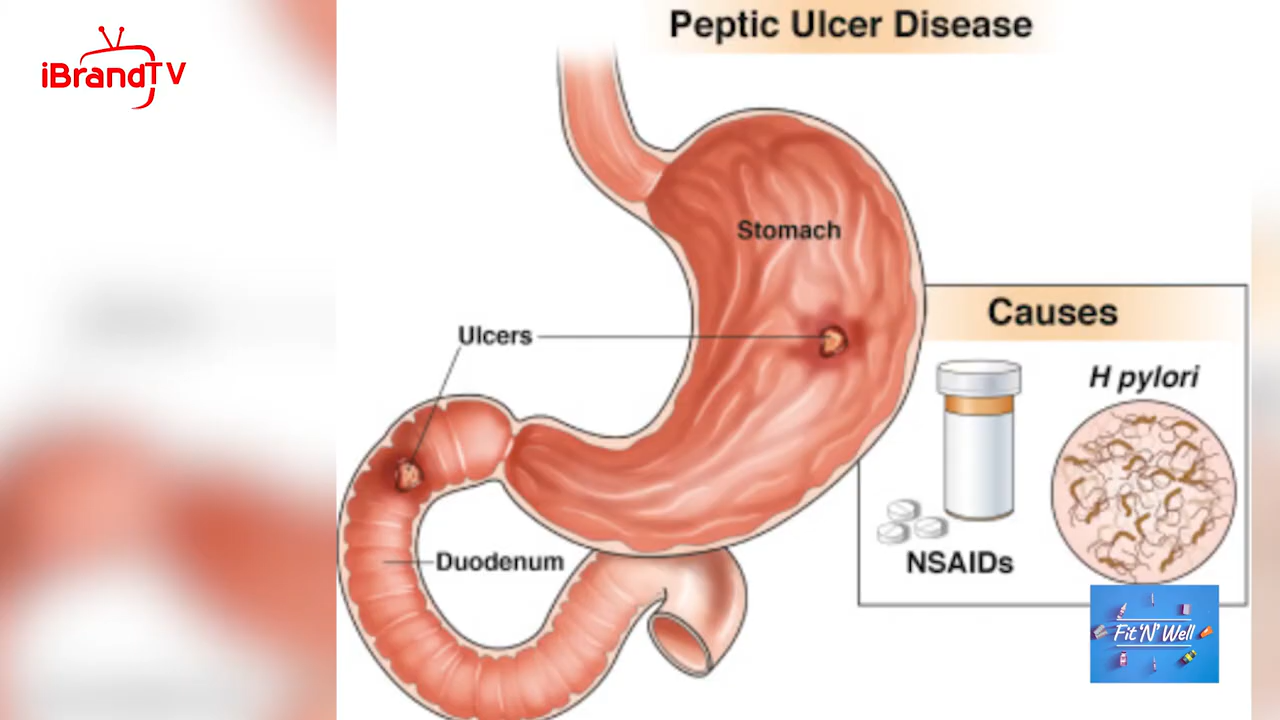 iBrandTV
Peptic Ulcer Disease
Stomach
Ulcers
Duodenum
Causes
H pylori
NSAIDs
Fit 'N' Well